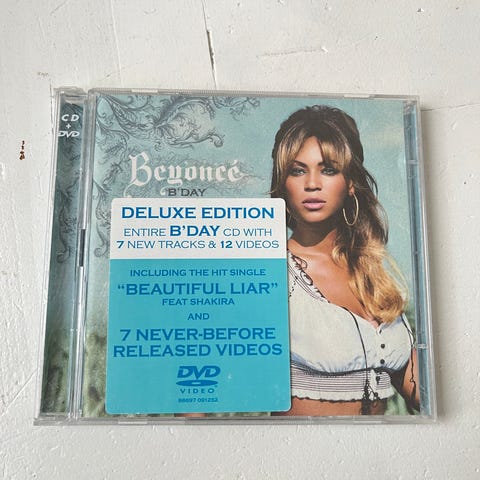 CD
+
DVD
Beyoncé
B'DAY
DELUXE EDITION
ENTIRE B'DAY CD WITH
7 NEW TRACKS & 12 VIDEOS
INCLUDING THE HIT SINGLE
"BEAUTIFUL LIAR"
FEAT SHAKIRA
AND
7 NEVER-BEFORE
RELEASED VIDEOS
DVD
VIDEO
88697 091252